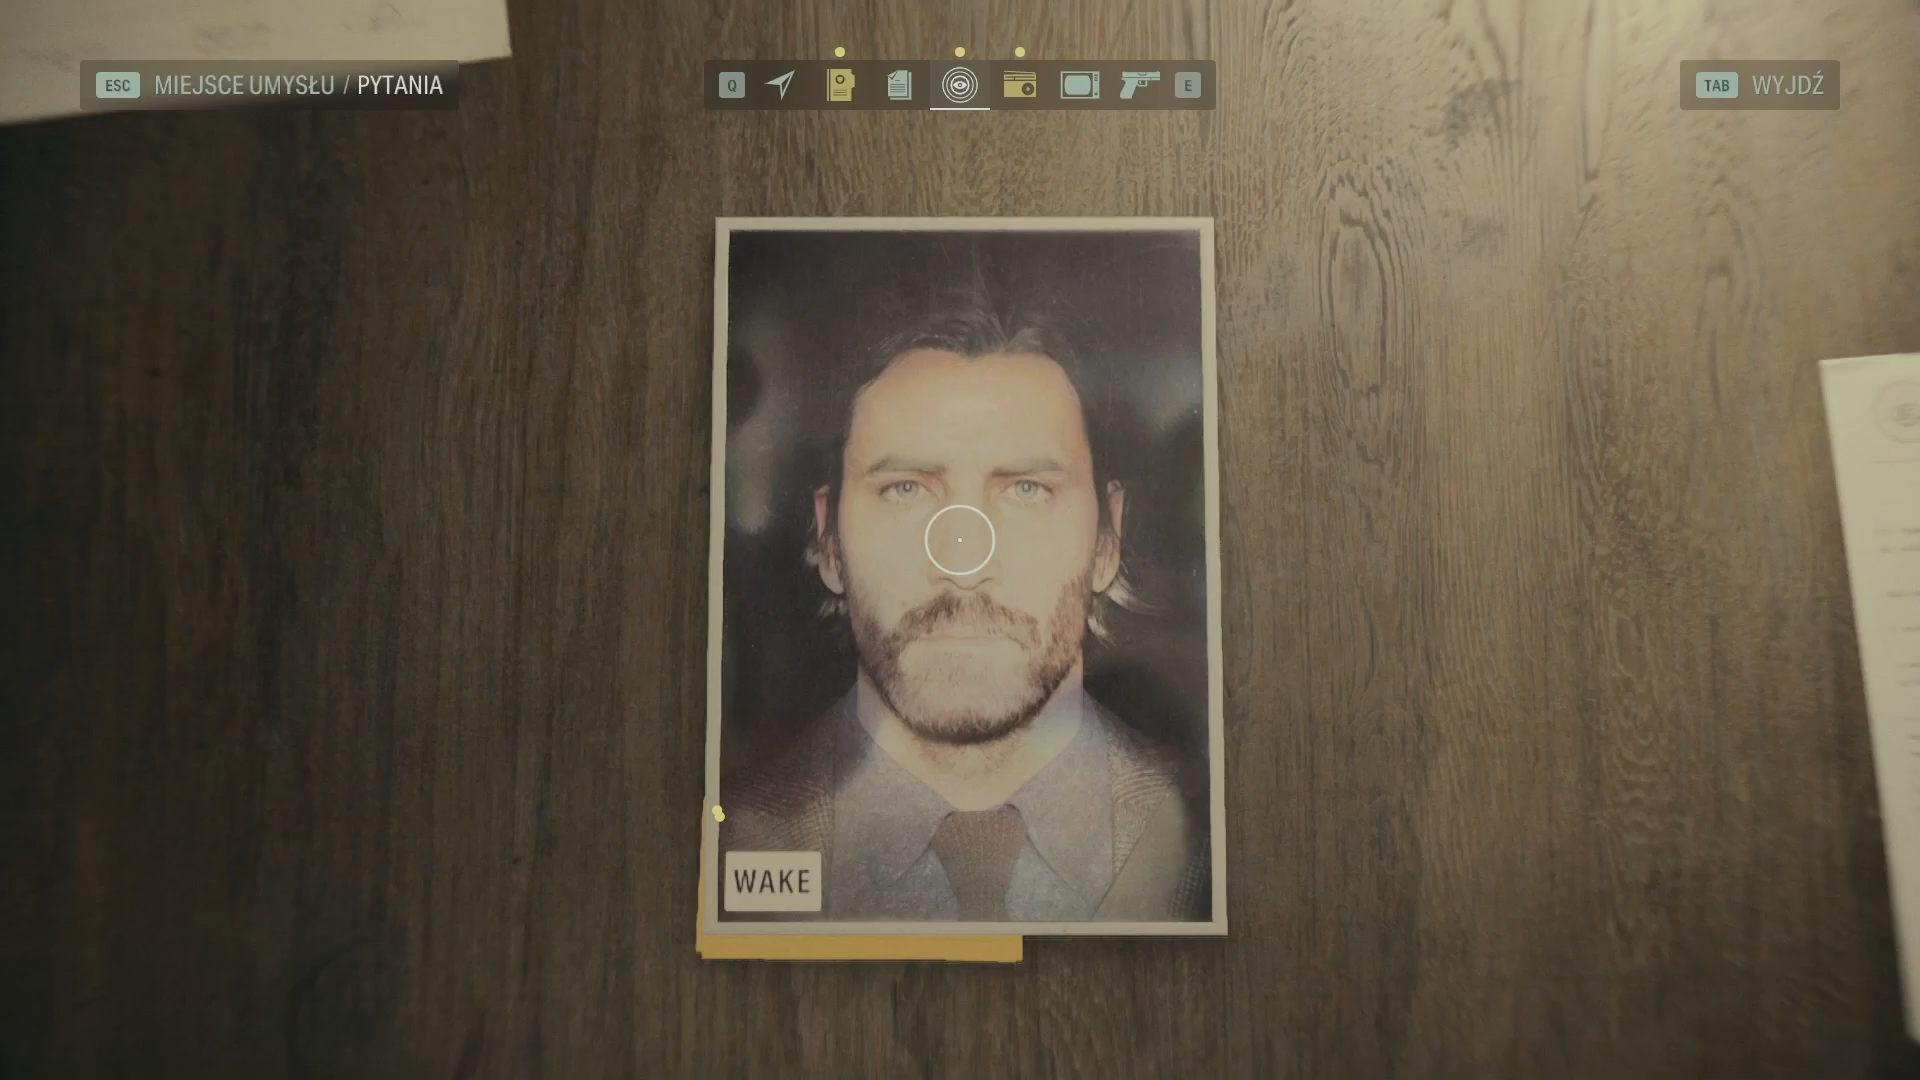 ESC MIEJSCE UMYSŁU / PYTANIA
Q
E
TAB WYJDŹ
WAKE